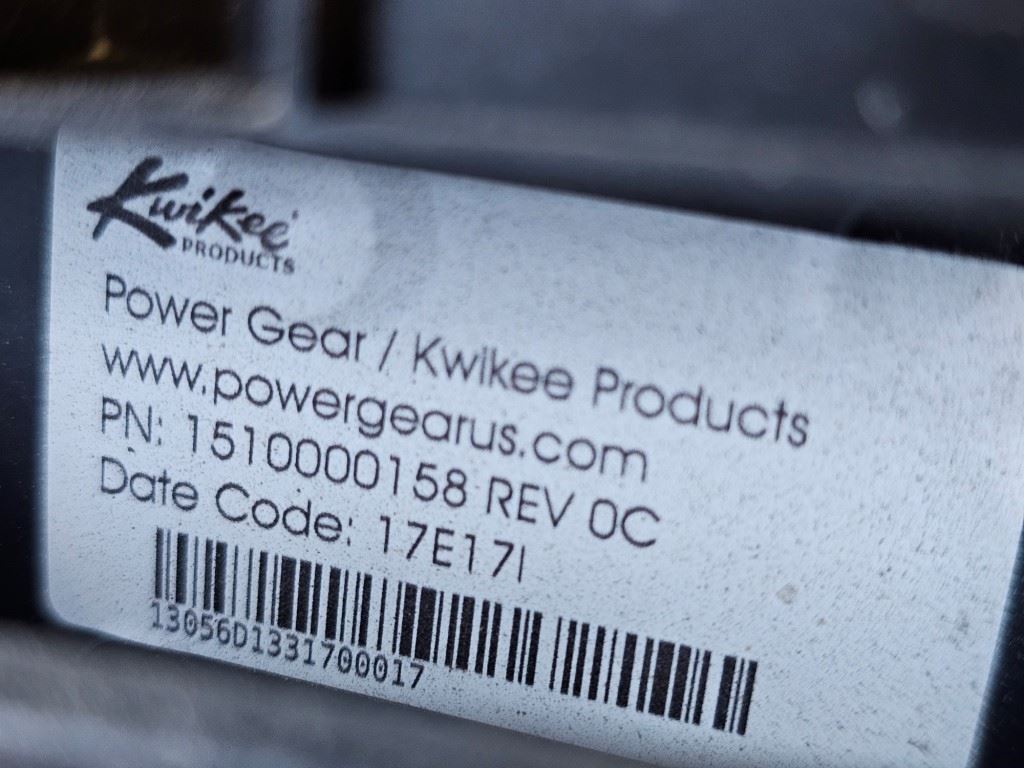 Kwikee
PRODUCTS
Power Gear / Kwikee Products
www.powergearus.com
PN: 1510000158 REV 0C
Date Code: 17E17I
13056D1331700017